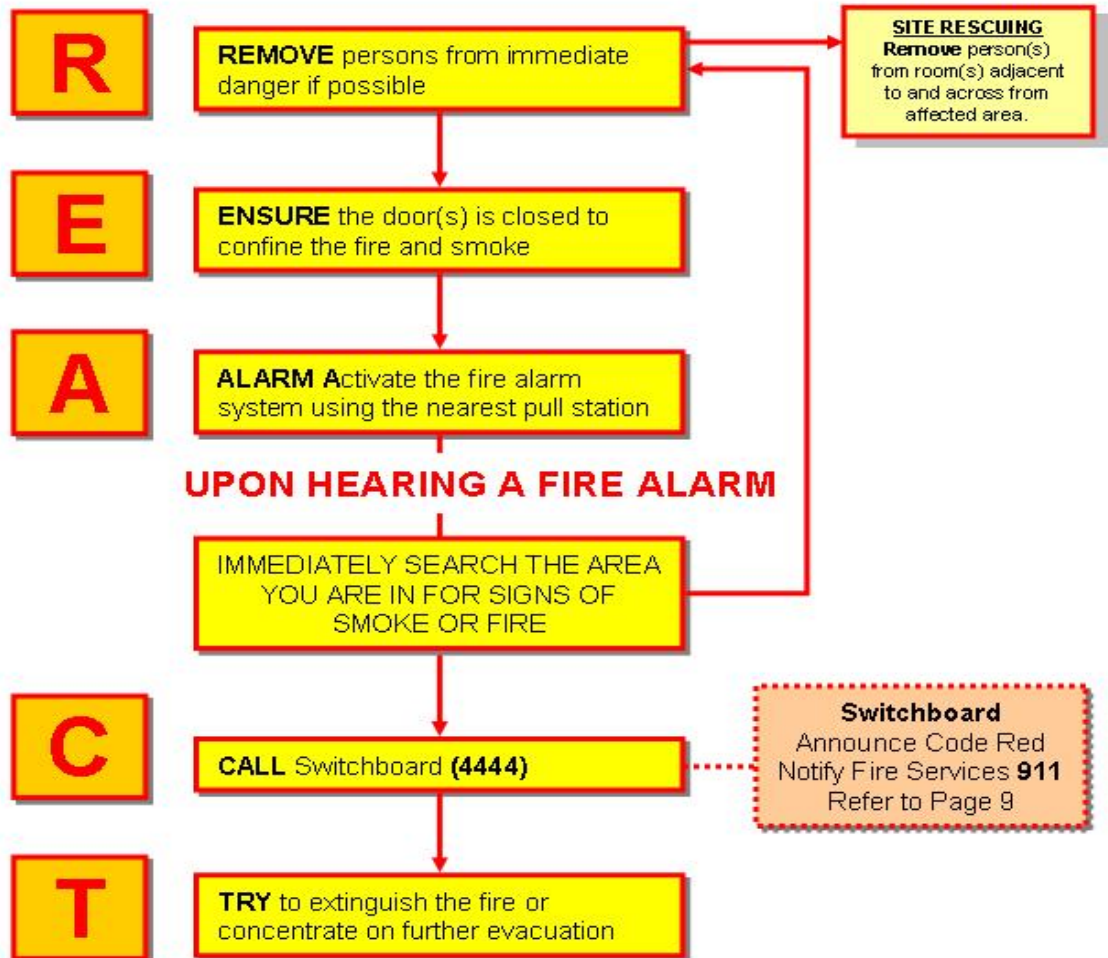 R
REMOVE persons from immediate
danger if possible
SITE RESCUING
Remove person(s)
from room(s) adjacent
to and across from
affected area.
E
ENSURE the door(s) is closed to
confine the fire and smoke
A
ALARM Activate the fire alarm
system using the nearest pull station
UPON HEARING A FIRE ALARM
IMMEDIATELY SEARCH THE AREA
YOU ARE IN FOR SIGNS OF
SMOKE OR FIRE
C
CALL Switchboard (4444)
Switchboard
Announce Code Red
Notify Fire Services 911
Refer to Page 9
T
TRY to extinguish the fire or
concentrate on further evacuation